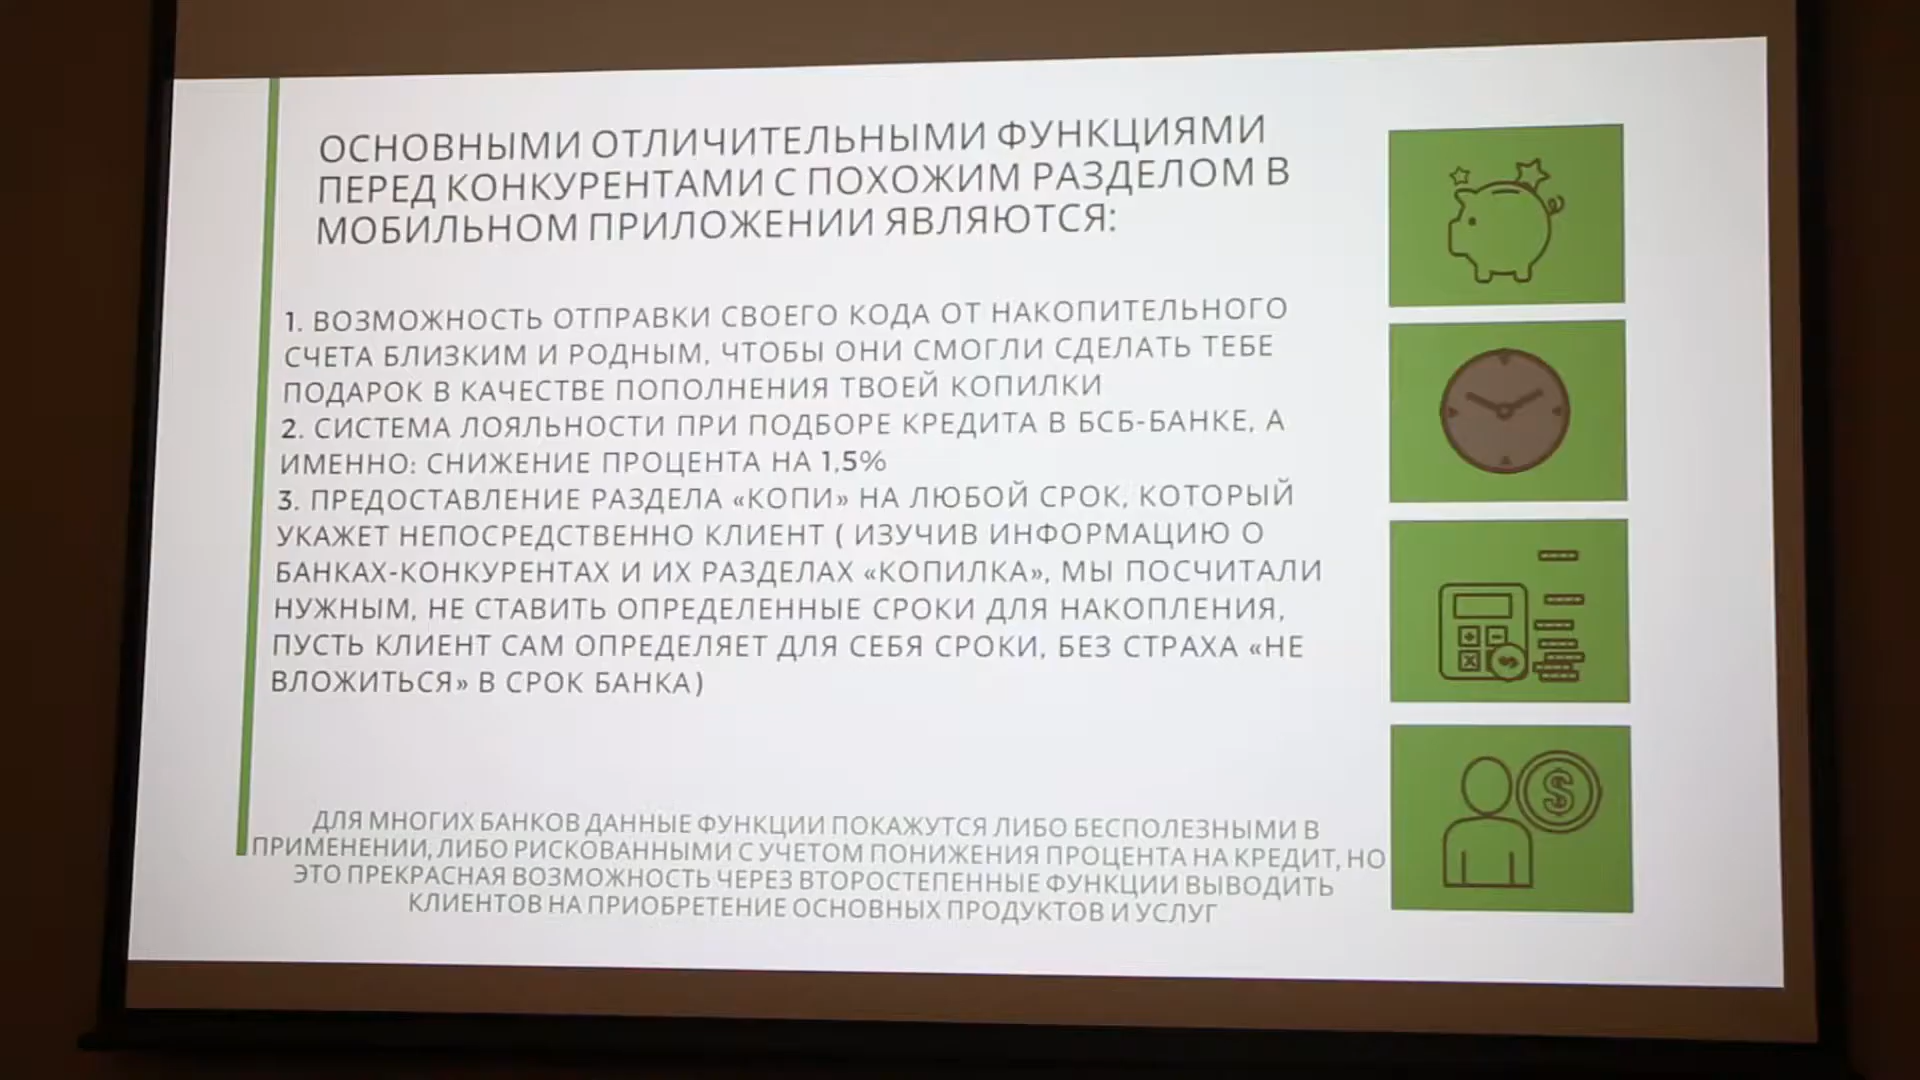 ОСНОВНЫМИ ОТЛИЧИТЕЛЬНЫМИ ФУНКЦИЯМИ
ПЕРЕД КОНКУРЕНТАМИ С ПОХОЖИМ РАЗДЕЛОМ В
МОБИЛЬНОМ ПРИЛОЖЕНИИ ЯВЛЯЮТСЯ:
1. ВОЗМОЖНОСТЬ ОТПРАВКИ СВОЕГО КОДА ОТ НАКОПИТЕЛЬНОГО
СЧЕТА БЛИЗКИМ И РОДНЫМ, ЧТОБЫ ОНИ СМОГЛИ СДЕЛАТЬ ТЕБЕ
ПОДАРОК В КАЧЕСТВЕ ПОПОЛНЕНИЯ ТВОЕЙ КОПИЛКИ
2. СИСТЕМА ЛОЯЛЬНОСТИ ПРИ ПОДБОРЕ КРЕДИТА В БСБ-БАНКЕ, А
ИМЕННО: СНИЖЕНИЕ ПРОЦЕНТА НА 1,5%
3. ПРЕДОСТАВЛЕНИЕ РАЗДЕЛА «КОПИ» НА ЛЮБОЙ СРОК, КОТОРЫЙ
УКАЖЕТ НЕПОСРЕДСТВЕННО КЛИЕНТ ( ИЗУЧИВ ИНФОРМАЦИЮ О
БАНКАХ-КОНКУРЕНТАХ И ИХ РАЗДЕЛАХ «КОПИЛКА», МЫ ПОСЧИТАЛИ
НУЖНЫМ, НЕ СТАВИТЬ ОПРЕДЕЛЕННЫЕ СРОКИ ДЛЯ НАКОПЛЕНИЯ,
ПУСТЬ КЛИЕНТ САМ ОПРЕДЕЛЯЕТ ДЛЯ СЕБЯ СРОКИ, БЕЗ СТРАХА «НЕ
ВЛОЖИТЬСЯ» В СРОК БАНКА)
ДЛЯ МНОГИХ БАНКОВ ДАННЫЕ ФУНКЦИИ ПОКАЖУТСЯ ЛИБО БЕСПОЛЕЗНЫМИ В
ПРИМЕНЕНИИ, ЛИБО РИСКОВАННЫМИ С УЧЕТОМ ПОНИЖЕНИЯ ПРОЦЕНТА НА КРЕДИТ, НО
ЭТО ПРЕКРАСНАЯ ВОЗМОЖНОСТЬ ЧЕРЕЗ ВТОРОСТЕПЕННЫЕ ФУНКЦИИ ВЫВОДИТЬ
КЛИЕНТОВ НА ПРИОБРЕТЕНИЕ ОСНОВНЫХ ПРОДУКТОВ И УСЛУГ